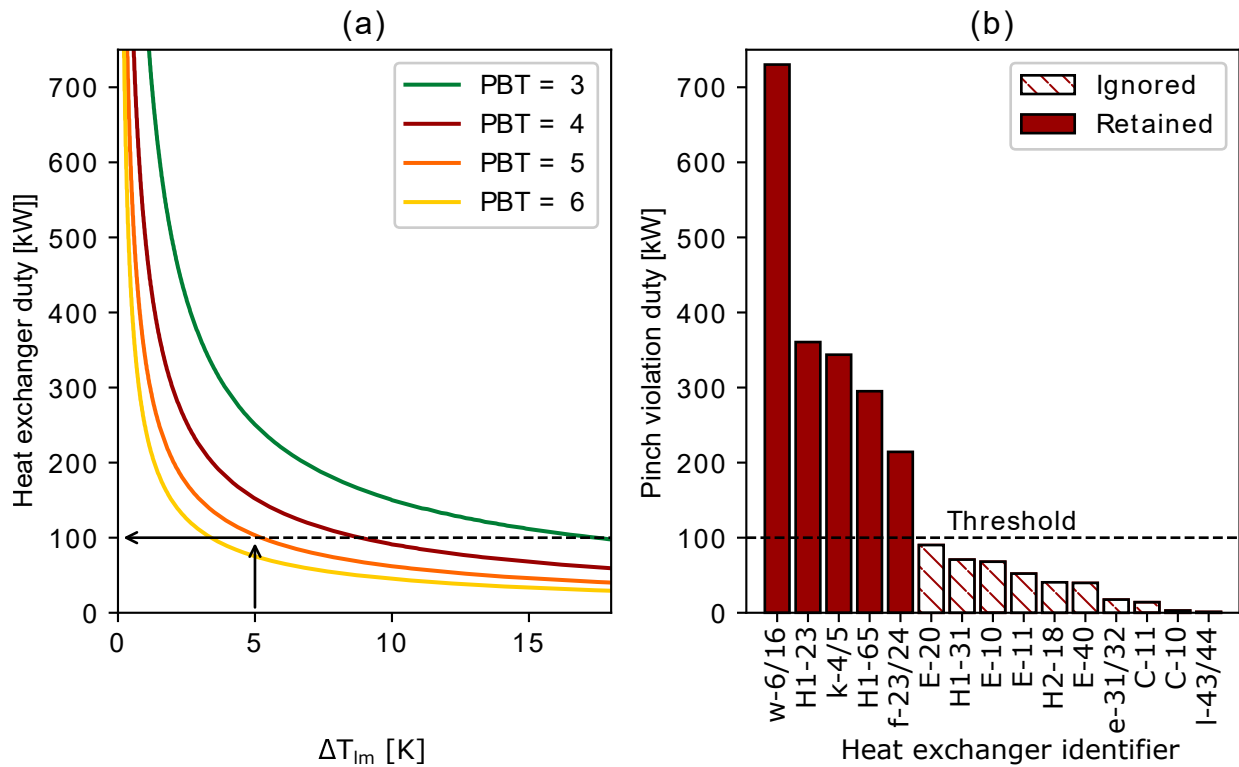 (a)
Heat exchanger duty [kW]]
700
600
500
400
300
200
100
0
0
5
10
15
PBT = 3
PBT = 4
PBT = 5
PBT = 6
ΔTlm [K]
(b)
Pinch violation duty [kW]
700
600
500
400
300
200
100
0
Ignored
Retained
Threshold
w-6/16
H1-23
k-4/5
H1-65
f-23/24
E-20
H1-31
E-10
E-11
H2-18
E-40
e-31/32
C-11
C-10
l-43/44
Heat exchanger identifier